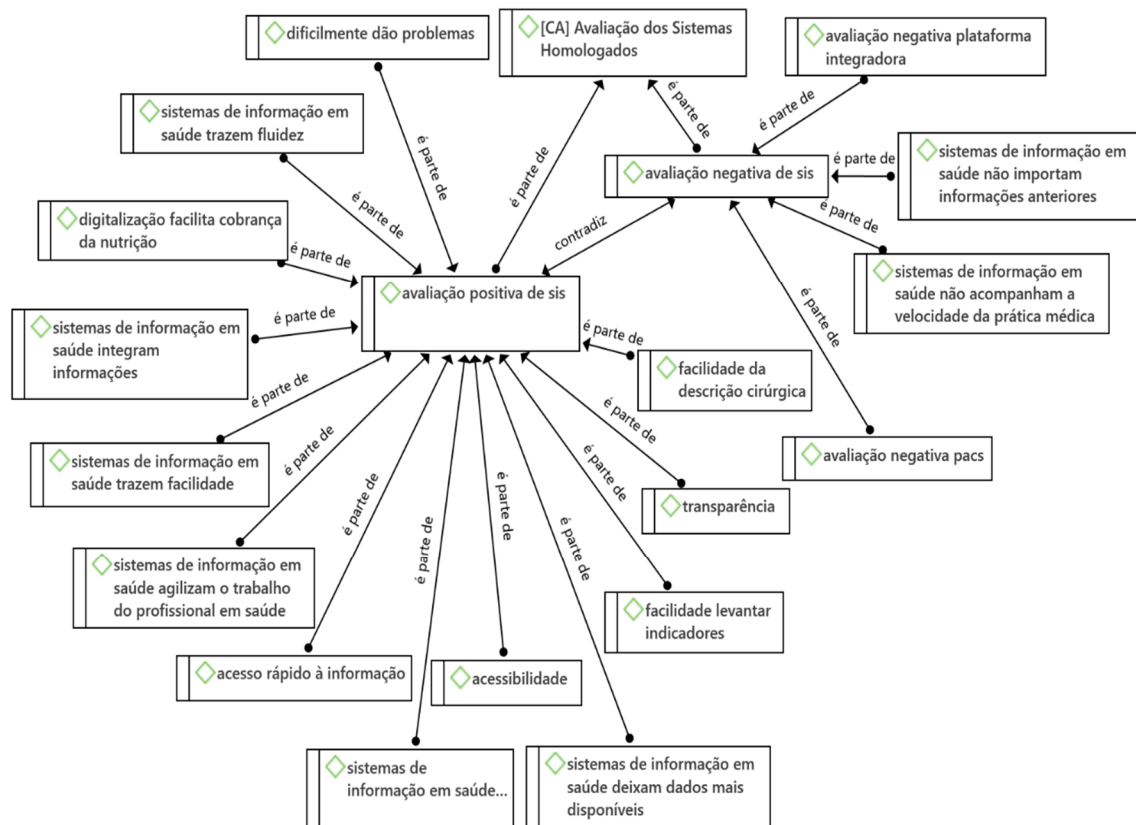 dificilmente dão problemas
[CA] Avaliação dos Sistemas
Homologados
avaliação negativa plataforma
integradora
sistemas de informação em
saúde trazem fluidez
é parte de
é parte de
é parte de
é parte de
avaliação negativa de sis
é parte de
sistemas de informação em
saúde não importam
informações anteriores
digitalização facilita cobrança
da nutrição
é parte de
é parte de
contradiz
é parte de
sistemas de informação em
saúde não acompanham a
velocidade da prática médica
avaliação positiva de sis
sistemas de informação em
saúde integram
informações
é parte de
é parte de
é parte de
facilidade da
descrição cirúrgica
é parte de
é parte de
sistemas de informação em
saúde trazem facilidade
é parte de
avaliação negativa pacs
é parte de
é parte de
é parte de
é parte de
transparência
é parte de
sistemas de informação em
saúde agilizam o trabalho
do profissional em saúde
facilidade levantar
indicadores
acesso rápido à informação
acessibilidade
sistemas de
informação em saúde...
sistemas de informação em
saúde deixam dados mais
disponíveis